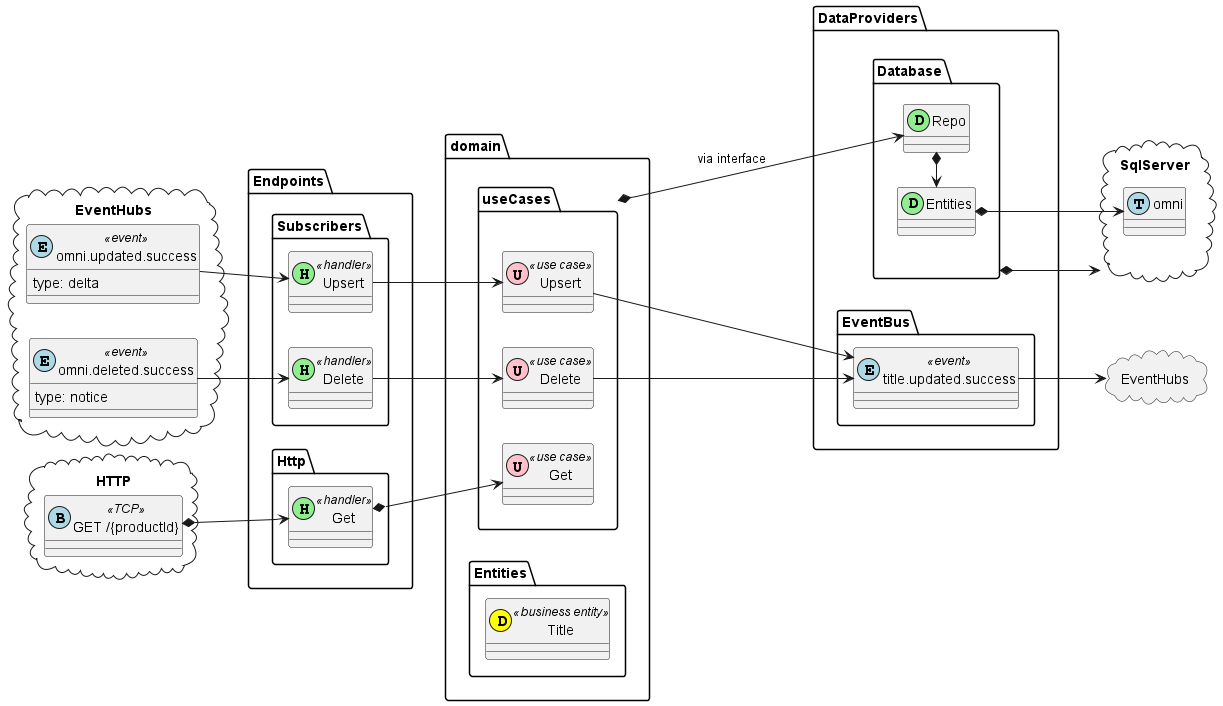 EventHubs
E
«event»
omni.updated.success
type: delta
E
«event»
omni.deleted.success
type: notice
HTTP
B
«TCP»
GET /{productId}
Endpoints
Subscribers
H
«handler»
Upsert
H
«handler»
Delete
Http
H
«handler»
Get
domain
useCases
U
«use case»
Upsert
U
«use case»
Delete
U
«use case»
Get
Entities
D
«business entity»
Title
via interface
DataProviders
Database
D Repo
D Entities
EventBus
E
«event»
title.updated.success
SqlServer
T omni
EventHubs